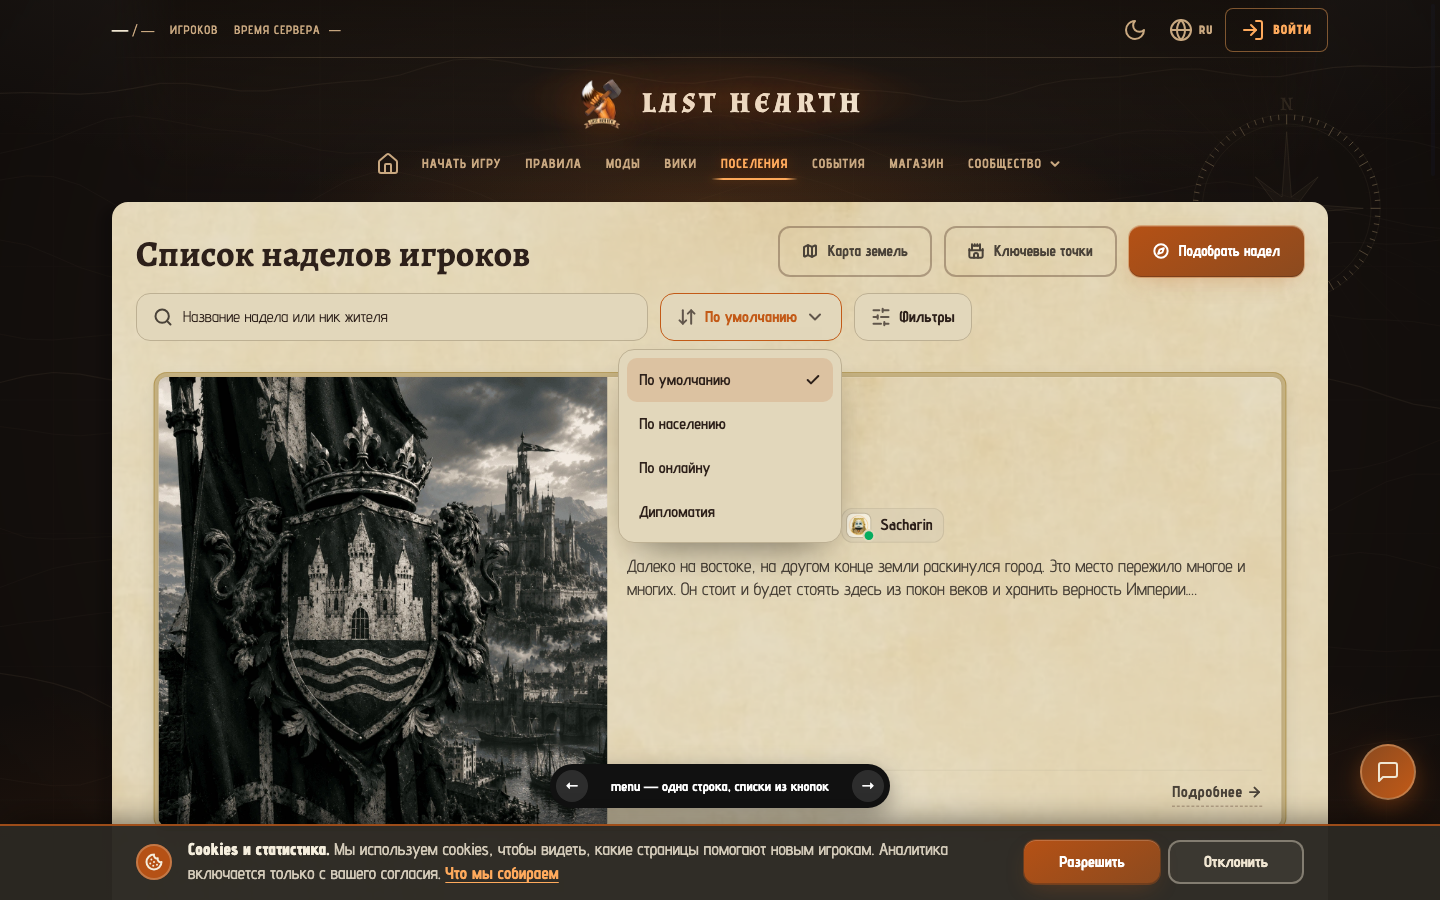 — / — ИГРОКОВ ВРЕМЯ СЕРВЕРА —
RU
ВОЙТИ
LAST HEARTH
НАЧАТЬ ИГРУ ПРАВИЛА МОДЫ ВИКИ ПОСЕЛЕНИЯ СОБЫТИЯ МАГАЗИН СООБЩЕСТВО
N
Список наделов игроков
Карта земель
Ключевые точки
Подобрать надел
Название надела или ник жителя
По умолчанию
Фильтры
По умолчанию
По населению
По онлайну
Дипломатия
Sacharin
Далеко на востоке, на другом конце земли раскинулся город. Это место пережило многое и
многих. Он стоит и будет стоять здесь из покон веков и хранить верность Империи....
Подробнее →
← menu — одна строка, списки из кнопок →
Cookies и статистика. Мы используем cookies, чтобы видеть, какие страницы помогают новым игрокам. Аналитика
включается только с вашего согласия. Что мы собираем
Разрешить
Отклонить